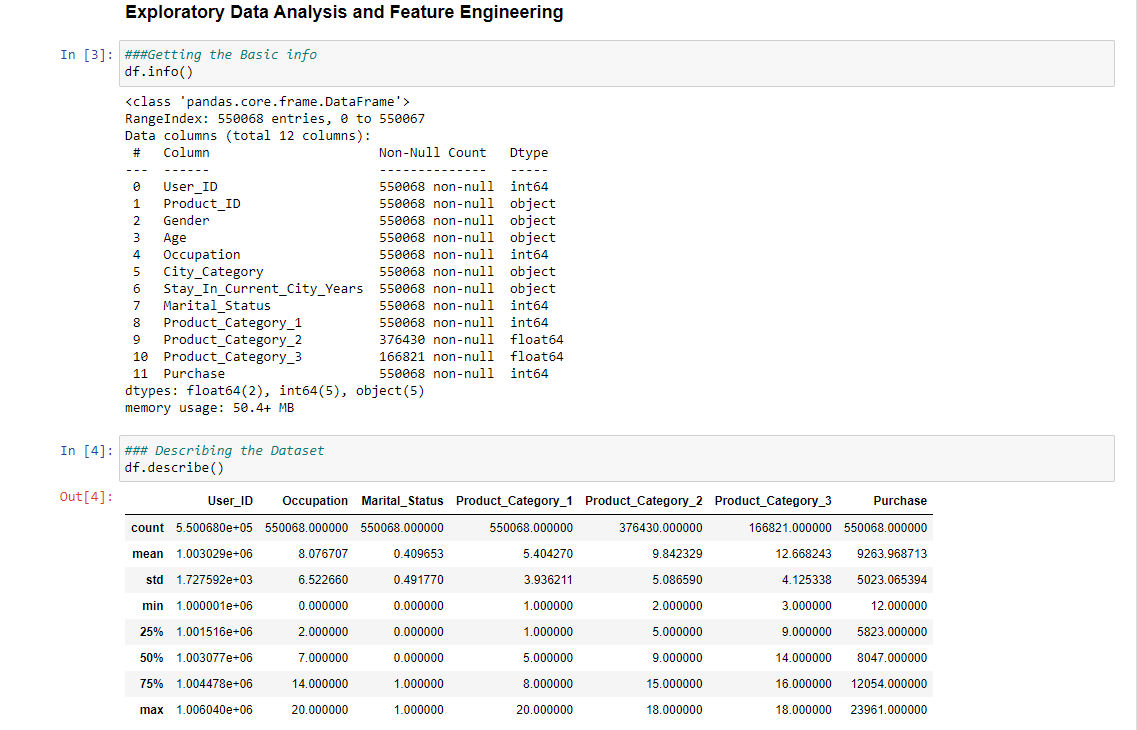 Exploratory Data Analysis and Feature Engineering
In [3]: ###Getting the Basic info
df.info()
<class 'pandas.core.frame.DataFrame'>
RangeIndex: 550068 entries, 0 to 550067
Data columns (total 12 columns):
# Column Non-Null Count Dtype
--- ------ -------------- -----
0 User_ID 550068 non-null int64
1 Product_ID 550068 non-null object
2 Gender 550068 non-null object
3 Age 550068 non-null object
4 Occupation 550068 non-null int64
5 City_Category 550068 non-null object
6 Stay_In_Current_City_Years 550068 non-null object
7 Marital_Status 550068 non-null int64
8 Product_Category_1 550068 non-null int64
9 Product_Category_2 376430 non-null float64
10 Product_Category_3 166821 non-null float64
11 Purchase 550068 non-null int64
dtypes: float64(2), int64(5), object(5)
memory usage: 50.4+ MB
In [4]: ### Describing the Dataset
df.describe()
Out[4]: User_ID Occupation Marital_Status Product_Category_1 Product_Category_2 Product_Category_3 Purchase
count 5.500680e+05 550068.000000 550068.000000 550068.000000 376430.000000 166821.000000 550068.000000
mean 1.003029e+06 8.076707 0.409653 5.404270 9.842329 12.668243 9263.968713
std 1.727592e+03 6.522660 0.491770 3.936211 5.086590 4.125338 5023.065394
min 1.000001e+06 0.000000 0.000000 1.000000 2.000000 3.000000 12.000000
25% 1.001516e+06 2.000000 0.000000 1.000000 5.000000 9.000000 5823.000000
50% 1.003077e+06 7.000000 0.000000 5.000000 9.000000 14.000000 8047.000000
75% 1.004478e+06 14.000000 1.000000 8.000000 15.000000 16.000000 12054.000000
max 1.006040e+06 20.000000 1.000000 20.000000 18.000000 18.000000 23961.000000